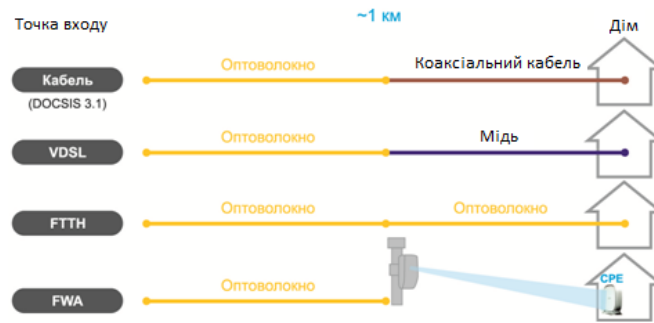 Точка входу
~1 км
Дім
Кабель
(DOCSIS 3.1)
Оптоволокно
Коаксіальний кабель
VDSL
Оптоволокно
Мідь
FTTH
Оптоволокно
Оптоволокно
FWA
Оптоволокно
CPE